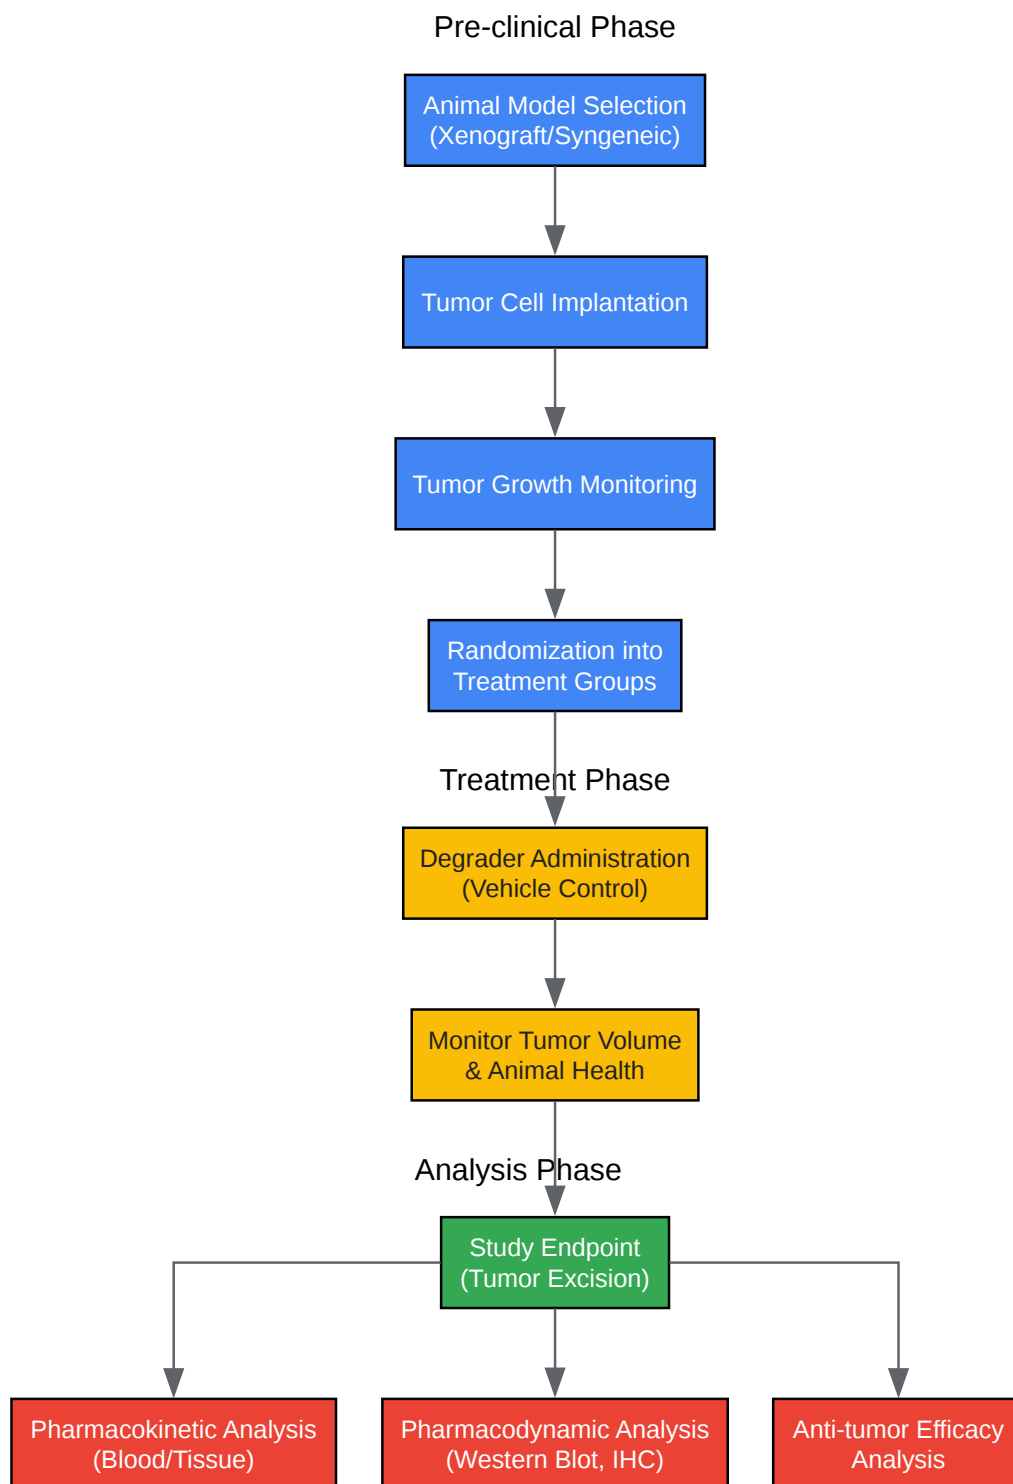 Pre-clinical Phase
Animal Model Selection
(Xenograft/Syngeneic)
Tumor Cell Implantation
Tumor Growth Monitoring
Randomization into
Treatment Groups
Treatment Phase
Degrader Administration
(Vehicle Control)
Monitor Tumor Volume
& Animal Health
Analysis Phase
Study Endpoint
(Tumor Excision)
Pharmacokinetic Analysis
(Blood/Tissue)
Pharmacodynamic Analysis
(Western Blot, IHC)
Anti-tumor Efficacy
Analysis